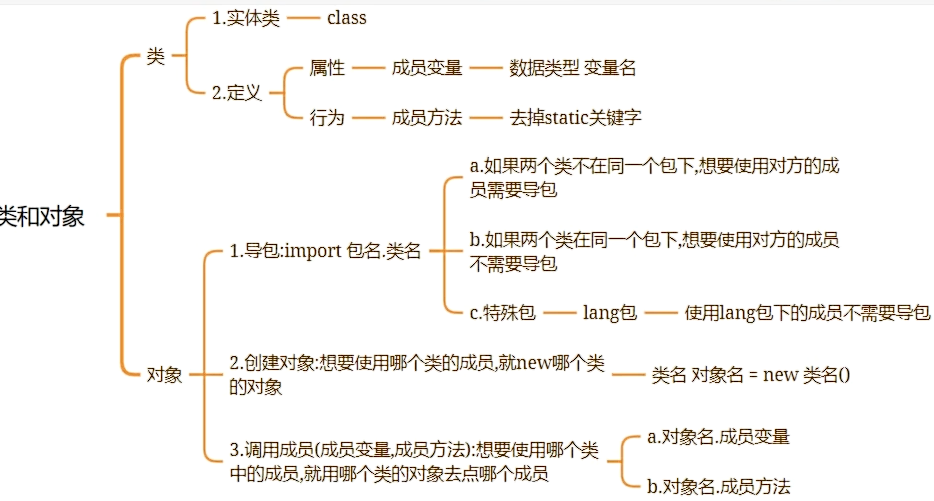 类和对象
类
1.实体类
class
2.定义
属性
成员变量
数据类型 变量名
行为
成员方法
去掉static关键字
对象
1.导包:import 包名.类名
a.如果两个类不在同一个包下,想要使用对方的成
员需要导包
b.如果两个类在同一个包下,想要使用对方的成员
不需要导包
c.特殊包
lang包
使用lang包下的成员不需要导包
2.创建对象:想要使用哪个类的成员,就new哪个类
的对象
类名 对象名 = new 类名()
3.调用成员(成员变量,成员方法):想要使用哪个类
中的成员,就用哪个类的对象去点哪个成员
a.对象名.成员变量
b.对象名.成员方法